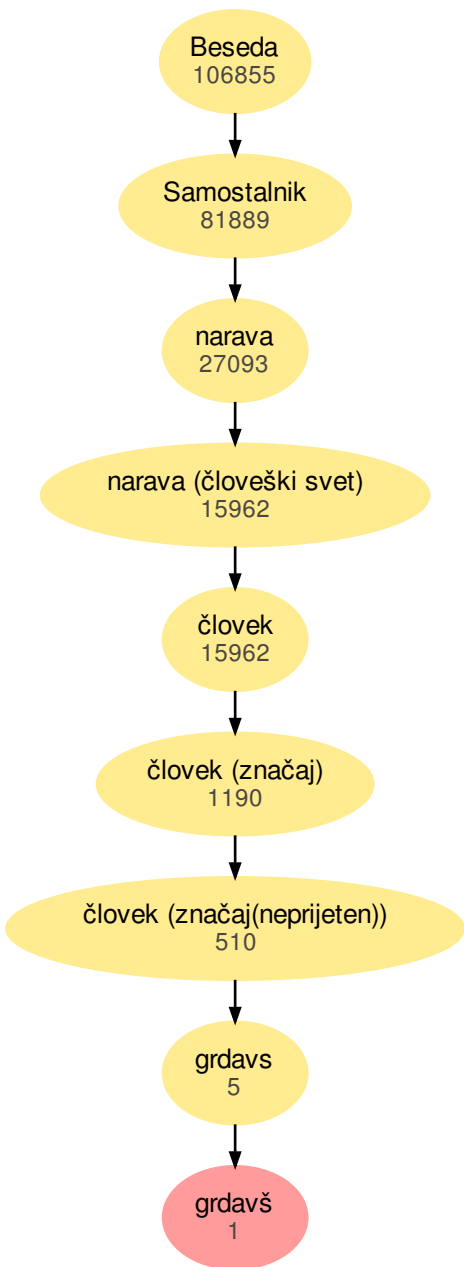 Beseda
106855
Samostalnik
81889
narava
27093
narava (človeški svet)
15962
človek
15962
človek (značaj)
1190
človek (značaj(neprijeten))
510
grdavs
5
grdavš
1